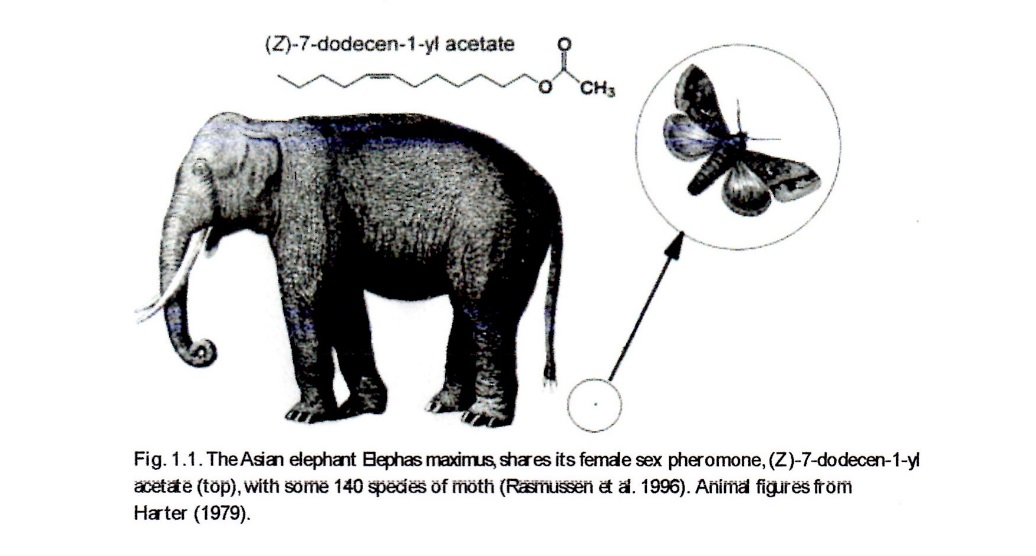 (Z)-7-dodecen-1-yl acetate
O
O
CH3
Fig. 1.1. The Asian elephant Elephas maximus, shares its female sex pheromone, (Z)-7-dodecen-1-yl
acetate (top), with some 140 species of moth (Rasmussen et al. 1996). Animal figures from
Harter (1979).